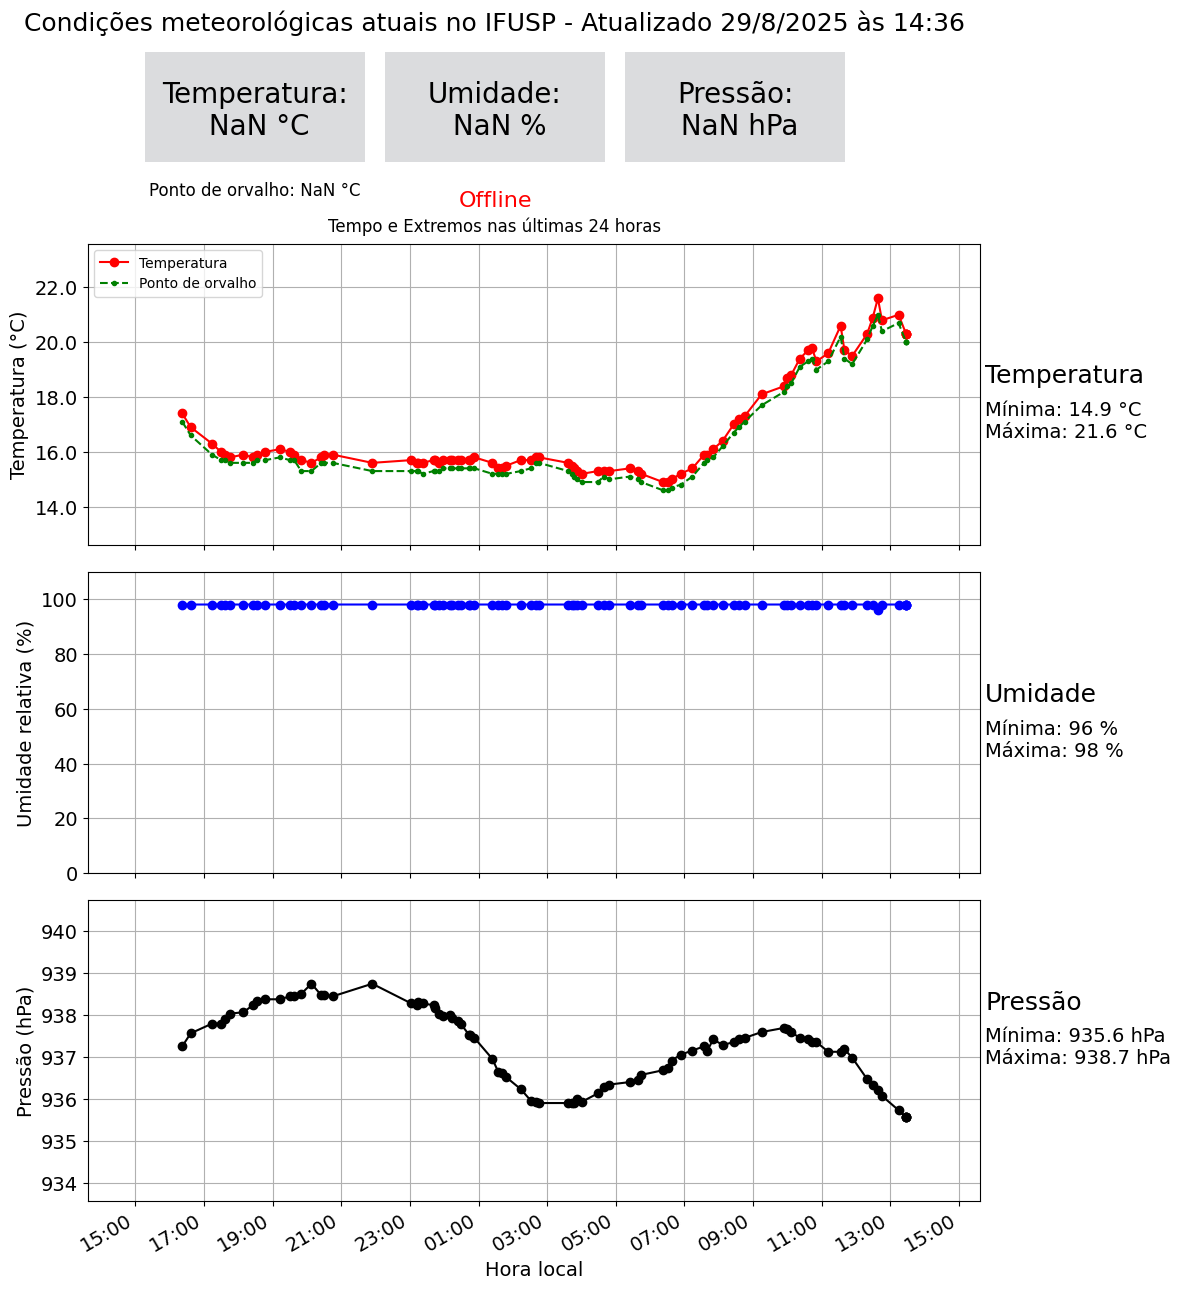 Condições meteorológicas atuais no IFUSP - Atualizado 29/8/2025 às 14:36
Temperatura:
NaN °C
Umidade:
NaN %
Pressão:
NaN hPa
Ponto de orvalho: NaN °C
Offline
Tempo e Extremos nas últimas 24 horas
Temperatura
Ponto de orvalho
Temperatura (°C)
22.0
20.0
18.0
16.0
14.0
Temperatura
Mínima: 14.9 °C
Máxima: 21.6 °C
Umidade relativa (%)
100
80
60
40
20
0
Umidade
Mínima: 96 %
Máxima: 98 %
Pressão (hPa)
940
939
938
937
936
935
934
Pressão
Mínima: 935.6 hPa
Máxima: 938.7 hPa
15:00
17:00
19:00
21:00
23:00
01:00
03:00
05:00
07:00
09:00
11:00
13:00
15:00
Hora local